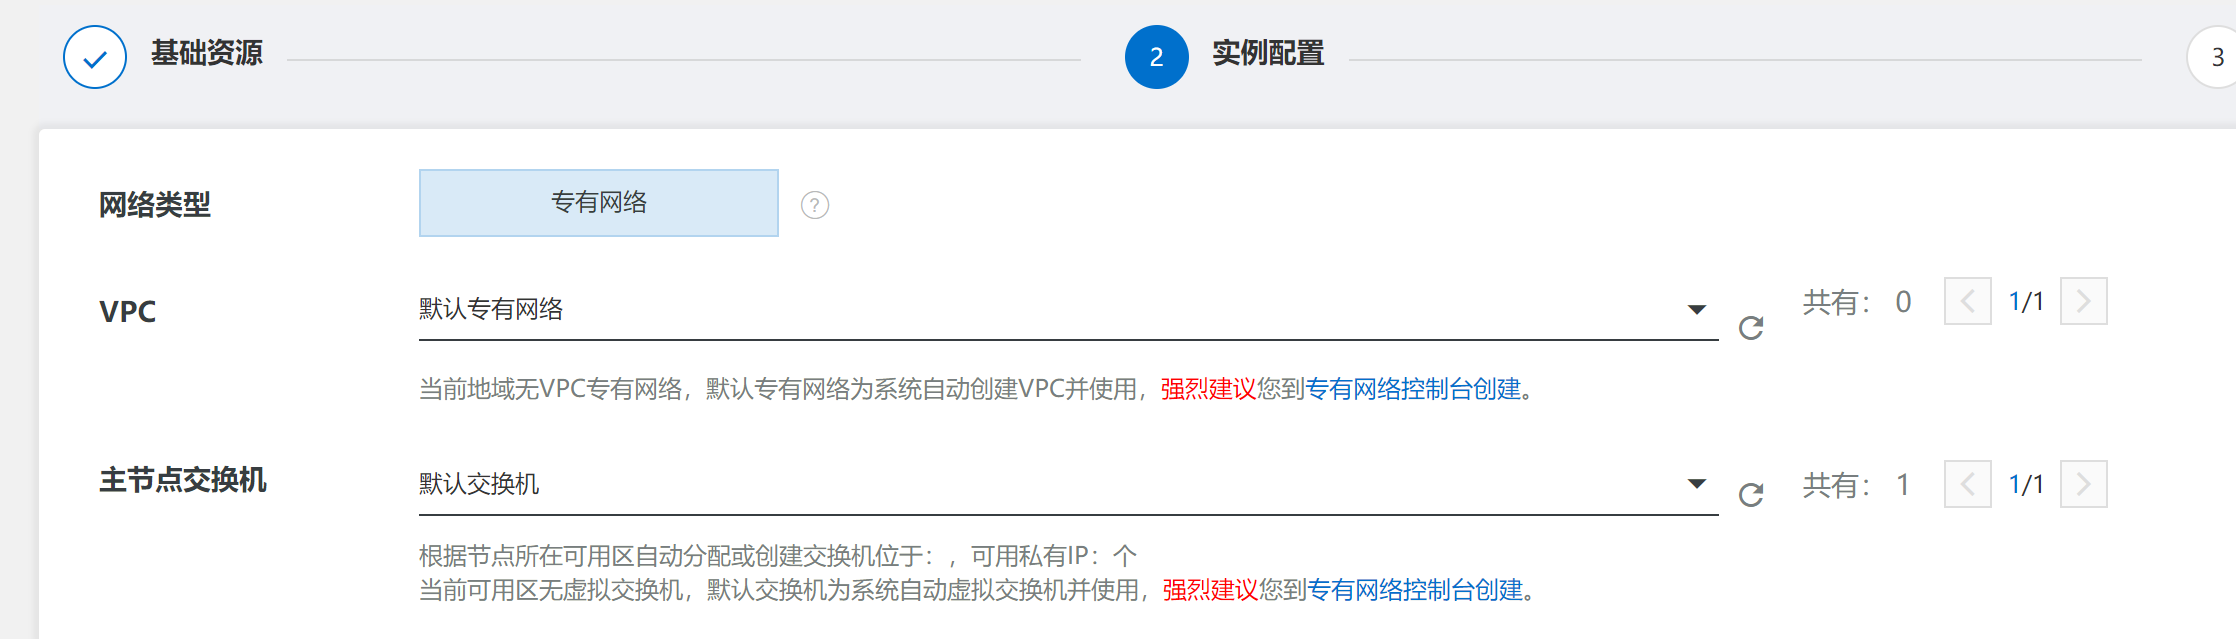 基础资源
2 实例配置
3
网络类型 专有网络 ?
VPC 默认专有网络 共有： 0 1/1
当前地域无VPC专有网络，默认专有网络为系统自动创建VPC并使用，强烈建议您到专有网络控制台创建。
主节点交换机 默认交换机 共有： 1 1/1
根据节点所在可用区自动分配或创建交换机位于：，可用私有IP：个
当前可用区无虚拟交换机，默认交换机为系统自动虚拟交换机并使用，强烈建议您到专有网络控制台创建。